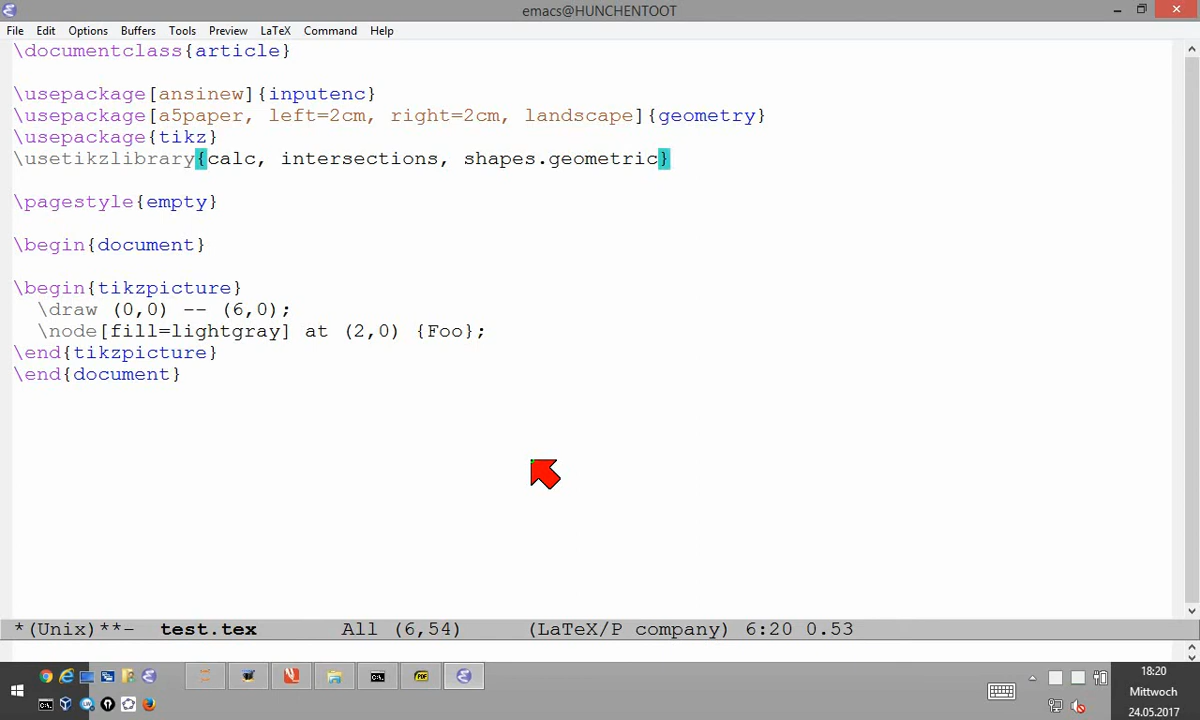 emacs@HUNCHENTOOT
File Edit Options Buffers Tools Preview LaTeX Command Help
\documentclass{article}
\usepackage[ansinew]{inputenc}
\usepackage[a5paper, left=2cm, right=2cm, landscape]{geometry}
\usepackage{tikz}
\usetikzlibrary{calc, intersections, shapes.geometric}
\pagestyle{empty}
\begin{document}
\begin{tikzpicture}
  \draw (0,0) -- (6,0);
  \node[fill=lightgray] at (2,0) {Foo};
\end{tikzpicture}
\end{document}
*(Unix)**-  test.tex       All (6,54)      (LaTeX/P company) 6:20 0.53
18:20
Mittwoch
24.05.2017